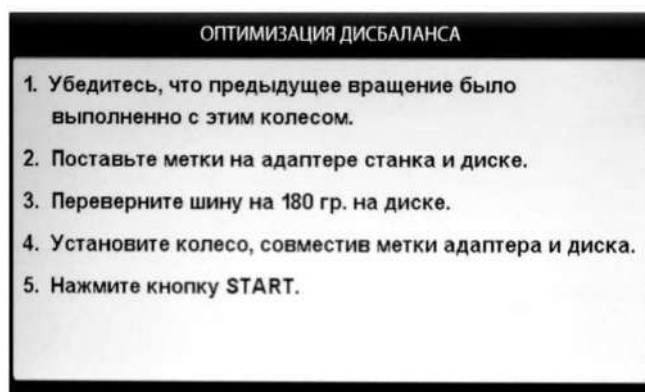 ОПТИМИЗАЦИЯ ДИСБАЛАНСА
1. Убедитесь, что предыдущее вращение было
выполненно с этим колесом.
2. Поставьте метки на адаптере станка и диске.
3. Переверните шину на 180 гр. на диске.
4. Установите колесо, совместив метки адаптера и диска.
5. Нажмите кнопку START.